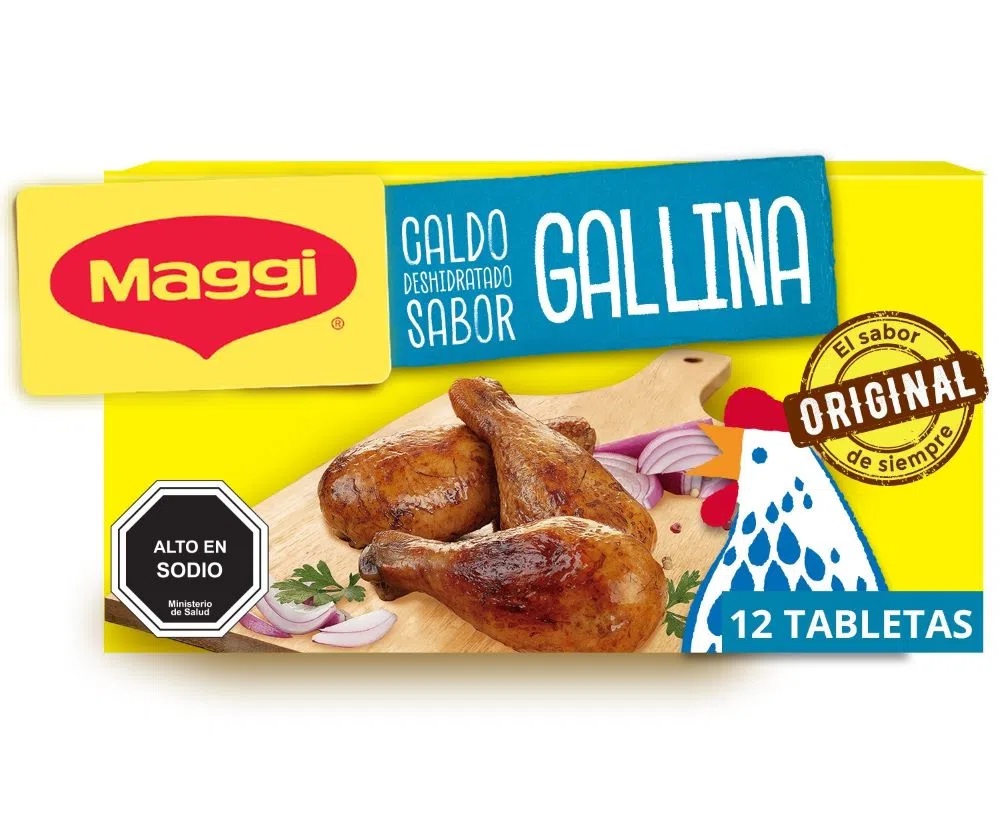 Maggi
®
CALDO
DESHIDRATADO
SABOR
GALLINA
El sabor
ORIGINAL
de siempre
ALTO EN
SODIO
Ministerio
de Salud
12 TABLETAS